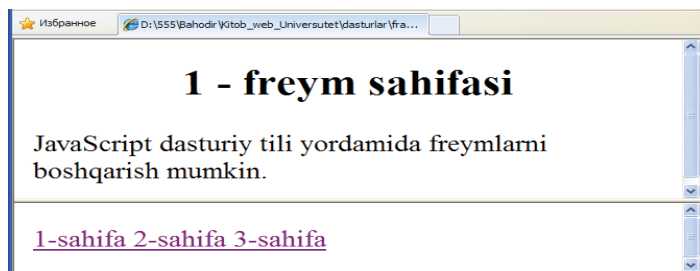 Избранное
D:\555\Bahodir\Kitob_web_Universutet\dasturlar\fra...
1 - freym sahifasi
JavaScript dasturiy tili yordamida freymlarni
boshqarish mumkin.
1-sahifa 2-sahifa 3-sahifa